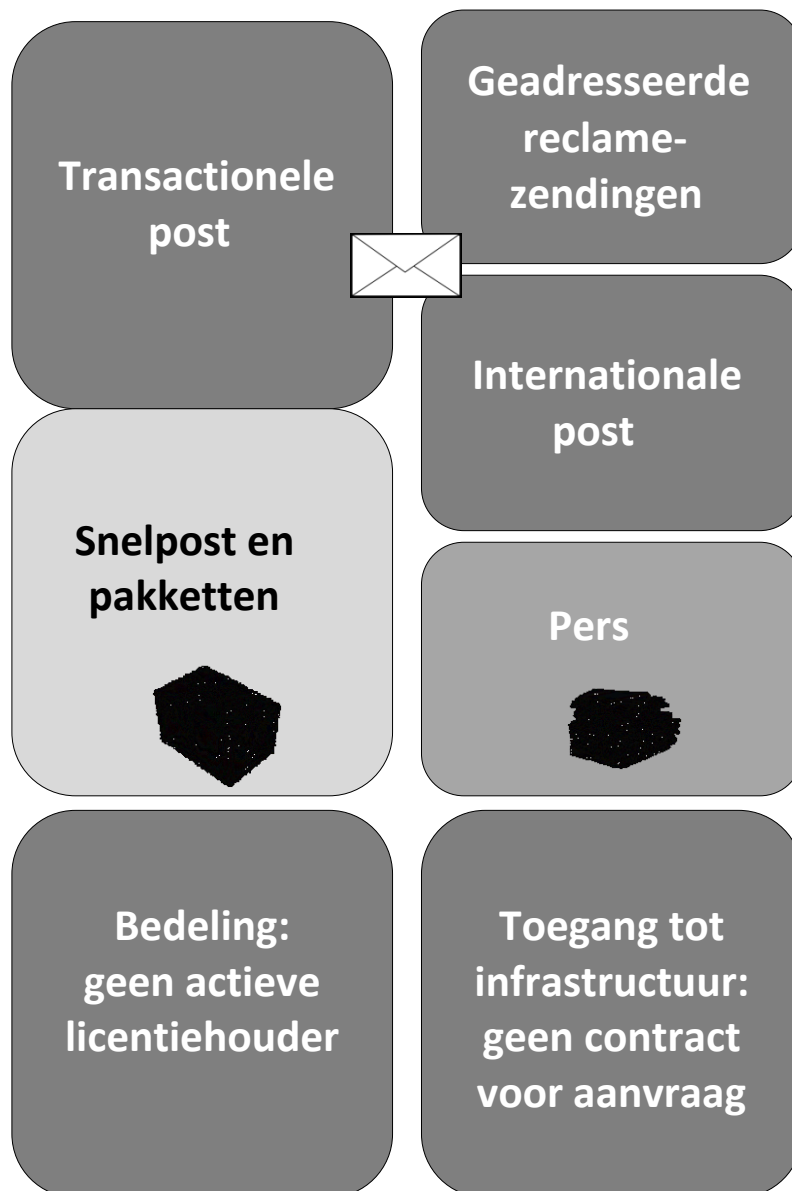 Transactionele
post
Geadresseerde
reclame-
zendingen
Internationale
post
Snelpost en
pakketten
Pers
Bedeling:
geen actieve
licentiehouder
Toegang tot
infrastructuur:
geen contract
voor aanvraag